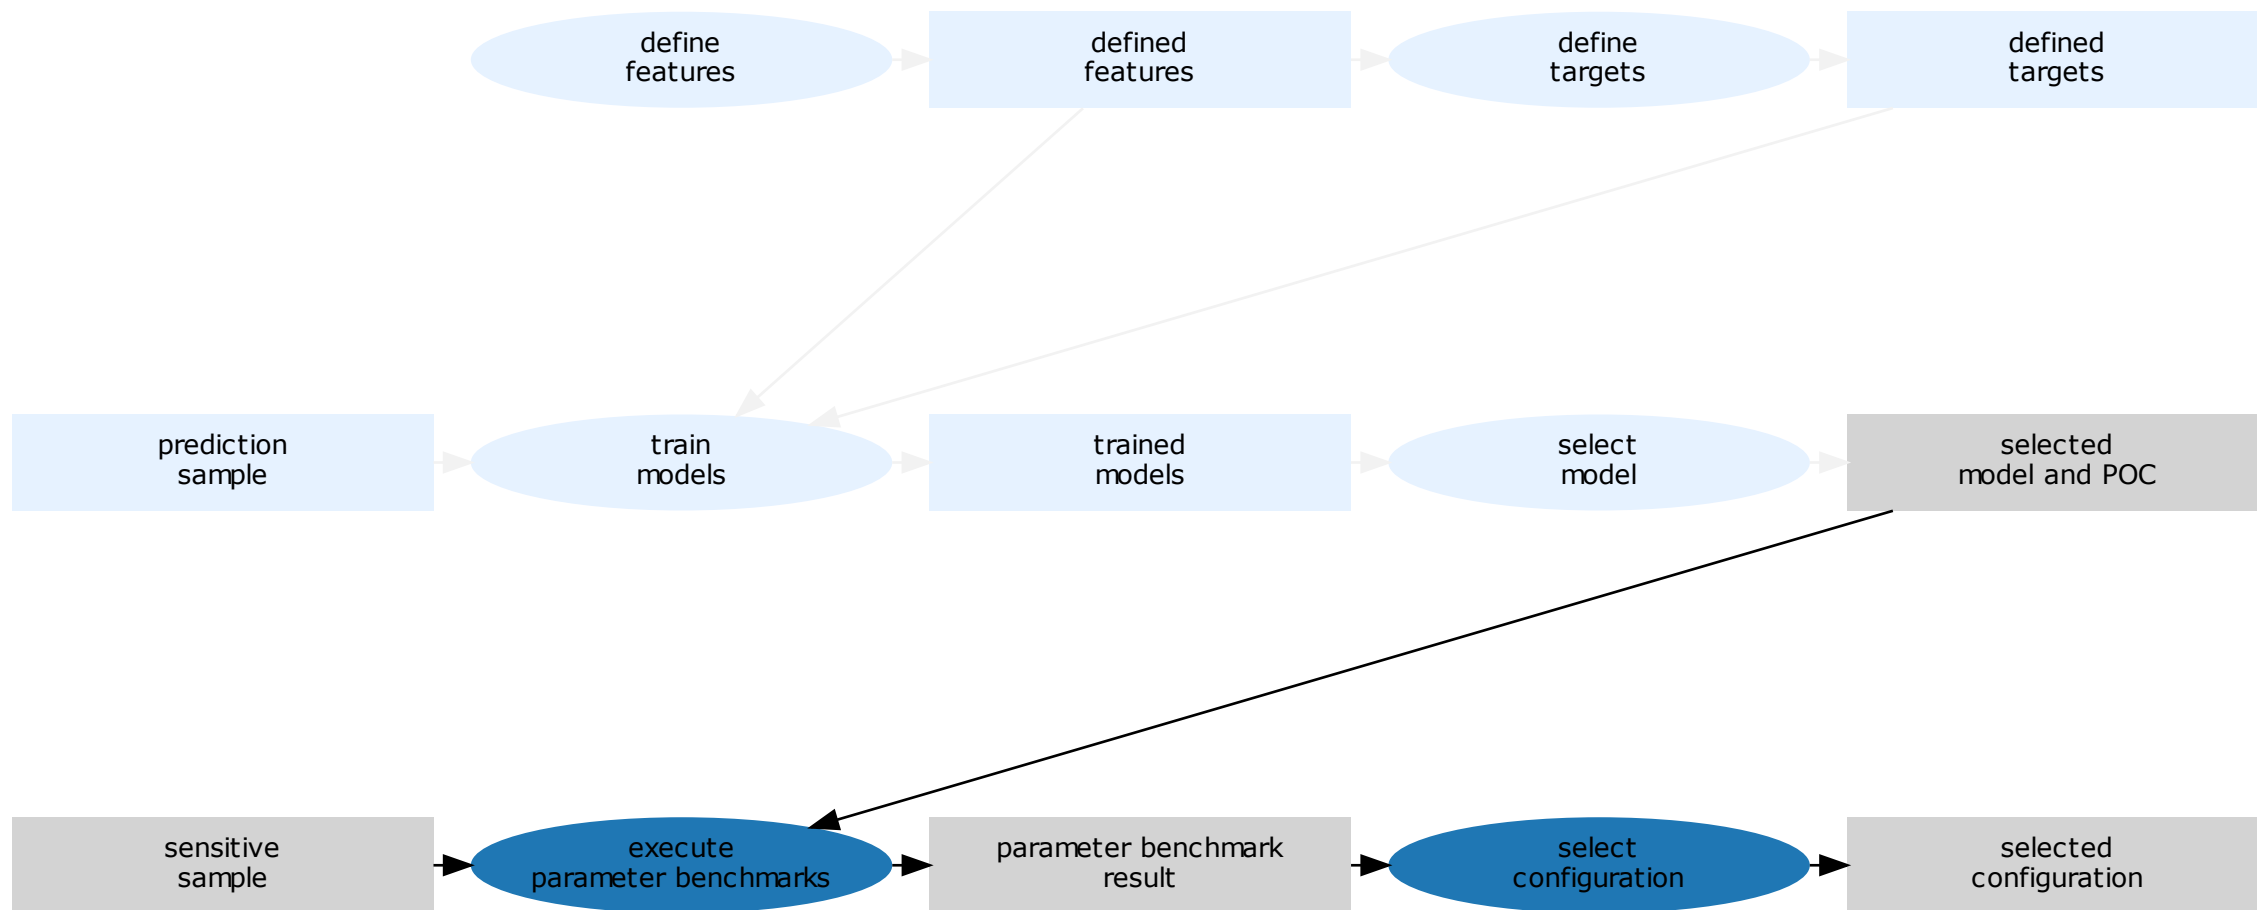 define
features
defined
features
define
targets
defined
targets
prediction
sample
train
models
trained
models
select
model
selected
model and POC
sensitive
sample
execute
parameter benchmarks
parameter benchmark
result
select
configuration
selected
configuration